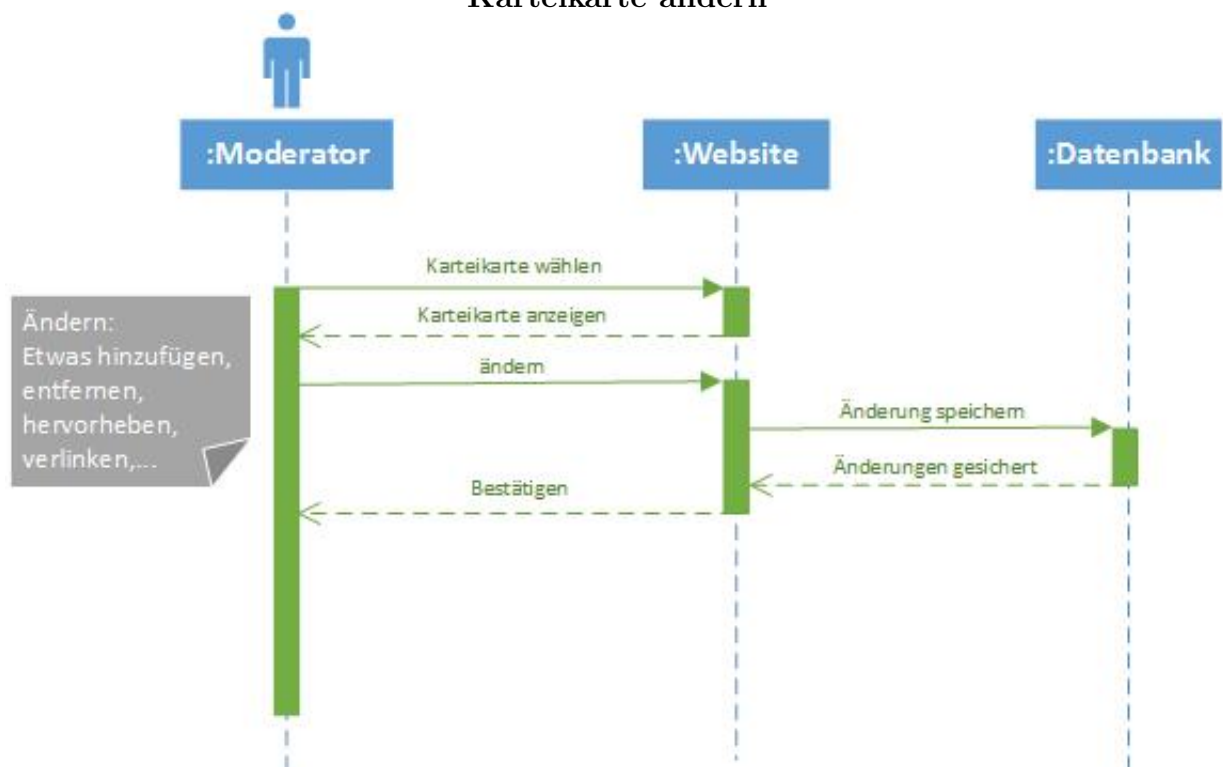 Karteikarte ändern
:Moderator
:Website
:Datenbank
Karteikarte wählen
Karteikarte anzeigen
ändern
Änderung speichern
Änderungen gesichert
Bestätigen
Ändern:
Etwas hinzufügen,
entfernen,
hervorheben,
verlinken,...